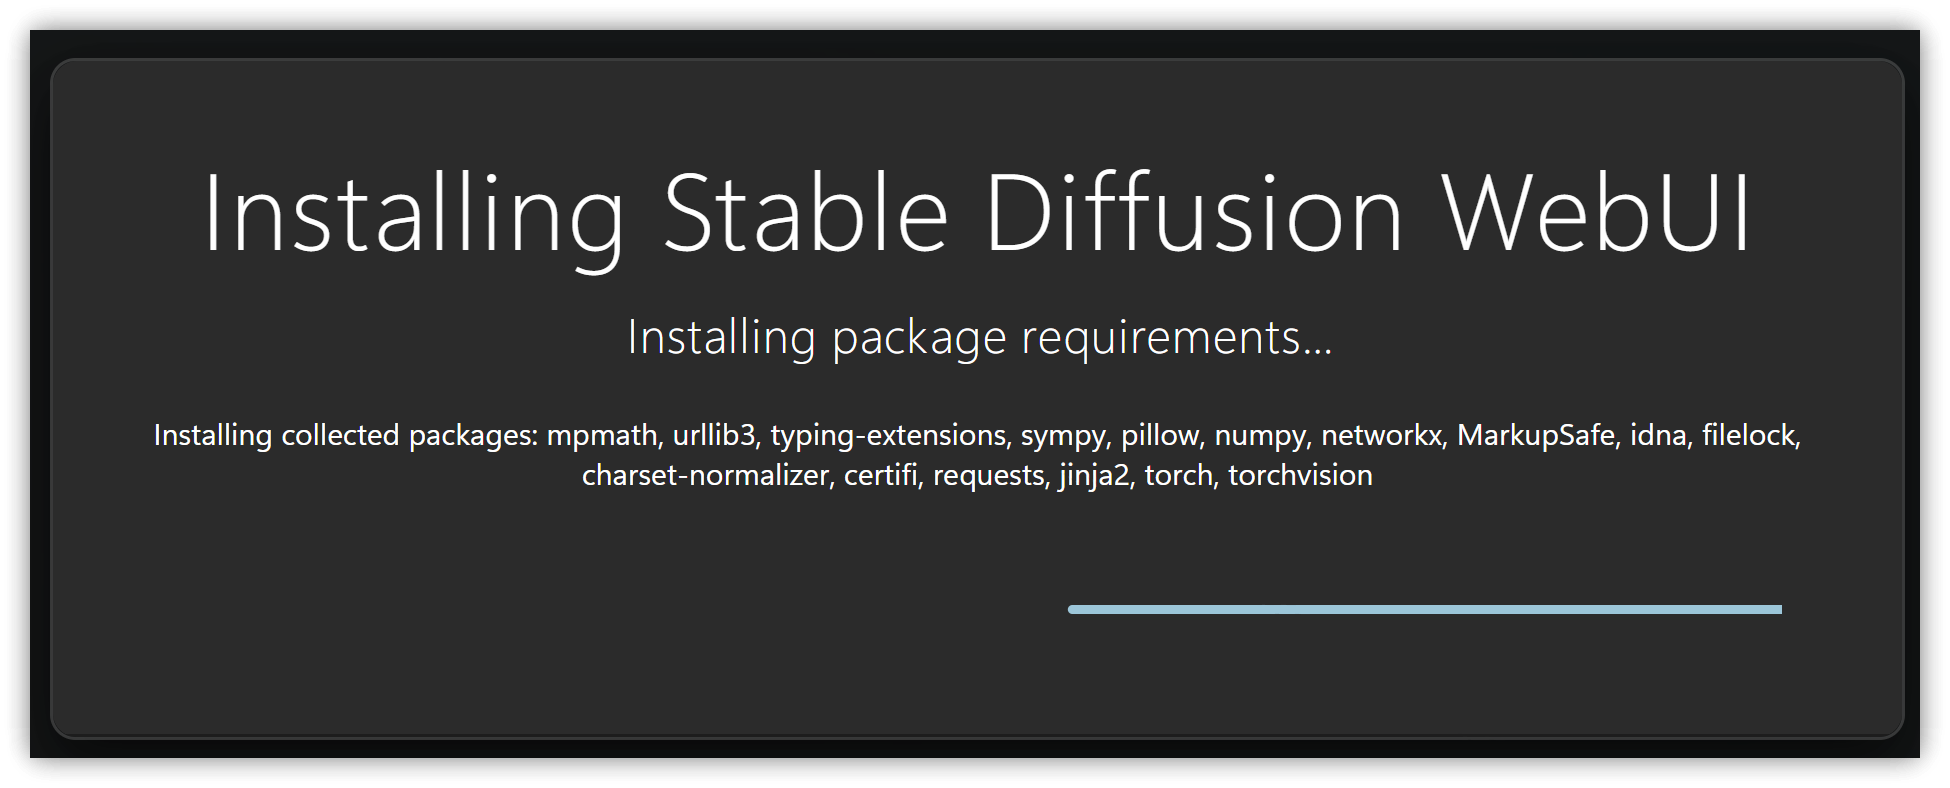 Installing Stable Diffusion WebUI
Installing package requirements...
Installing collected packages: mpmath, urllib3, typing-extensions, sympy, pillow, numpy, networkx, MarkupSafe, idna, filelock,
charset-normalizer, certifi, requests, jinja2, torch, torchvision